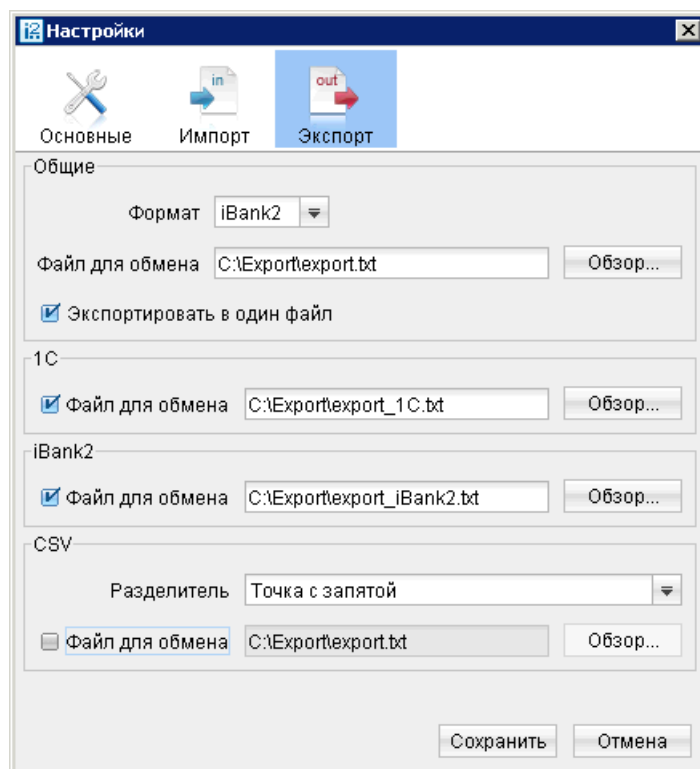 i2 Настройки
in
out
Основные Импорт Экспорт
Общие
Формат iBank2
Файл для обмена C:\Export\export.txt Обзор...
Экспортировать в один файл
1С
Файл для обмена C:\Export\export_1C.txt Обзор...
iBank2
Файл для обмена C:\Export\export_iBank2.txt Обзор...
CSV
Разделитель Точка с запятой
Файл для обмена C:\Export\export.txt Обзор...
Сохранить Отмена